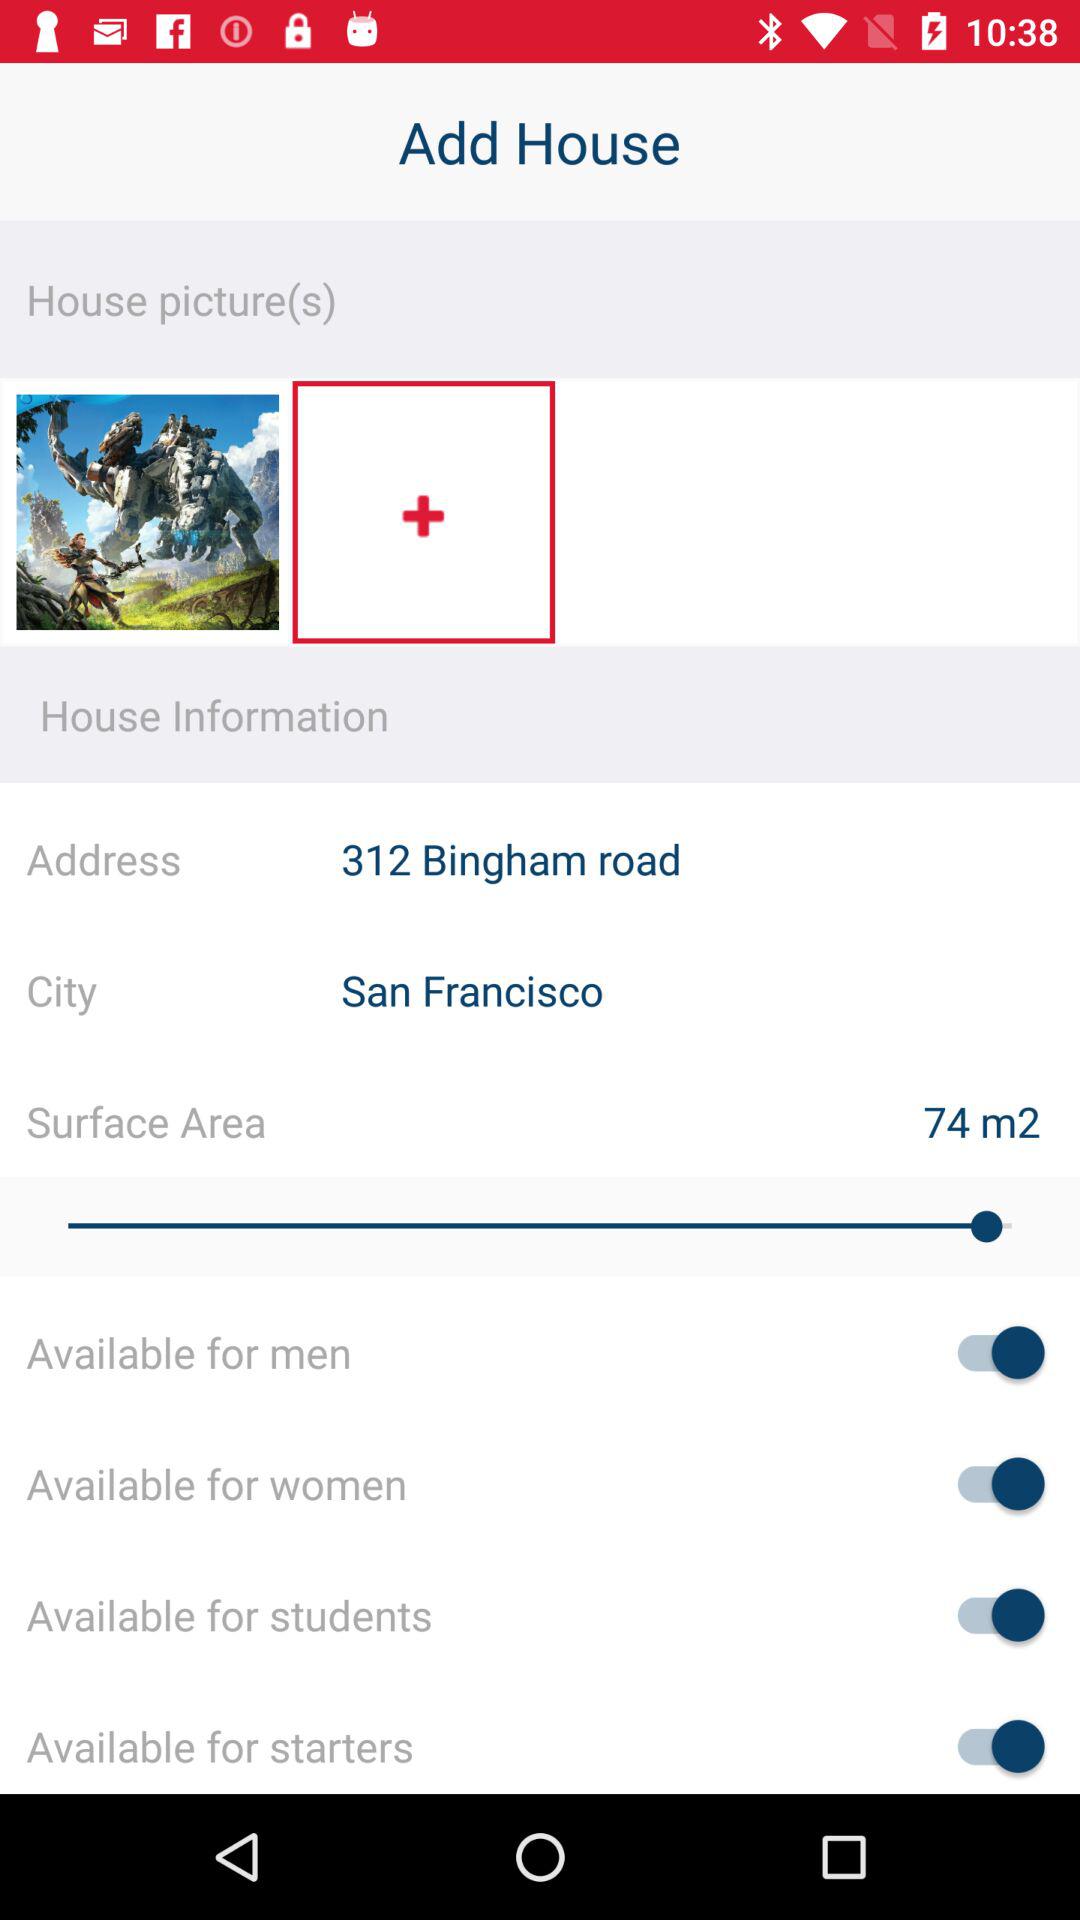 10:38
Add House
House picture(s)
House Information
Address 312 Bingham road
City San Francisco
Surface Area 74 m2
Available for men
Available for women
Available for students
Available for starters